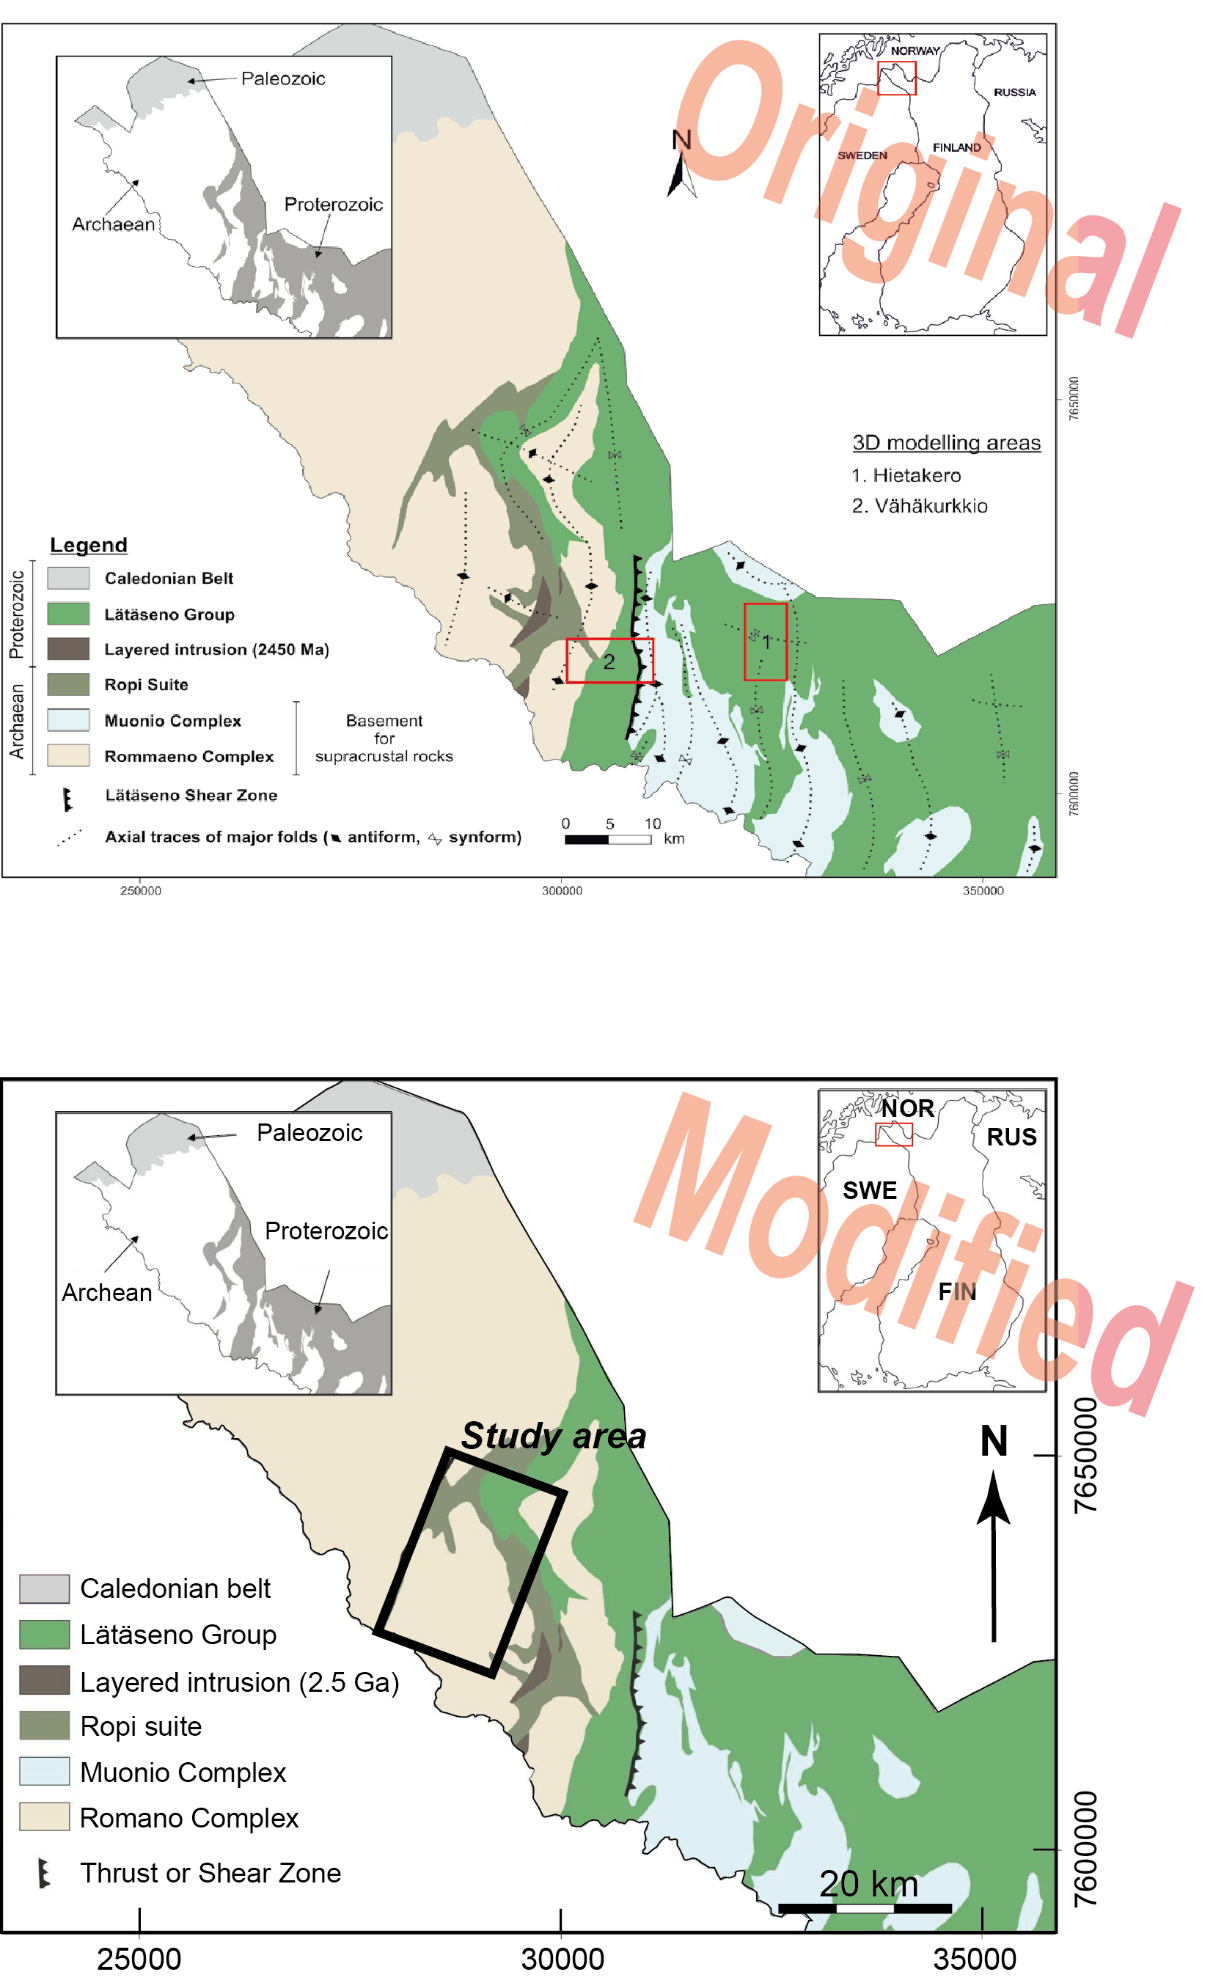 Original
Paleozoic
Archaean
Proterozoic
N
NORWAY
RUSSIA
SWEDEN
FINLAND
7650000
3D modelling areas
1. Hietakero
2. Vähäkurkkio
1
2
Legend
Proterozoic
Archaean
Caledonian Belt
Lätäseno Group
Layered intrusion (2450 Ma)
Ropi Suite
Muonio Complex
Rommaeno Complex
Basement
for
supracrustal rocks
Lätäseno Shear Zone
Axial traces of major folds ( antiform, synform)
0 5 10
km
7600000
250000 300000 350000
Modified
Paleozoic
Proterozoic
Archean
NOR
RUS
SWE
FIN
Study area
N
7650000
Caledonian belt
Lätäseno Group
Layered intrusion (2.5 Ga)
Ropi suite
Muonio Complex
Romano Complex
Thrust or Shear Zone
20 km
7600000
25000 30000 35000